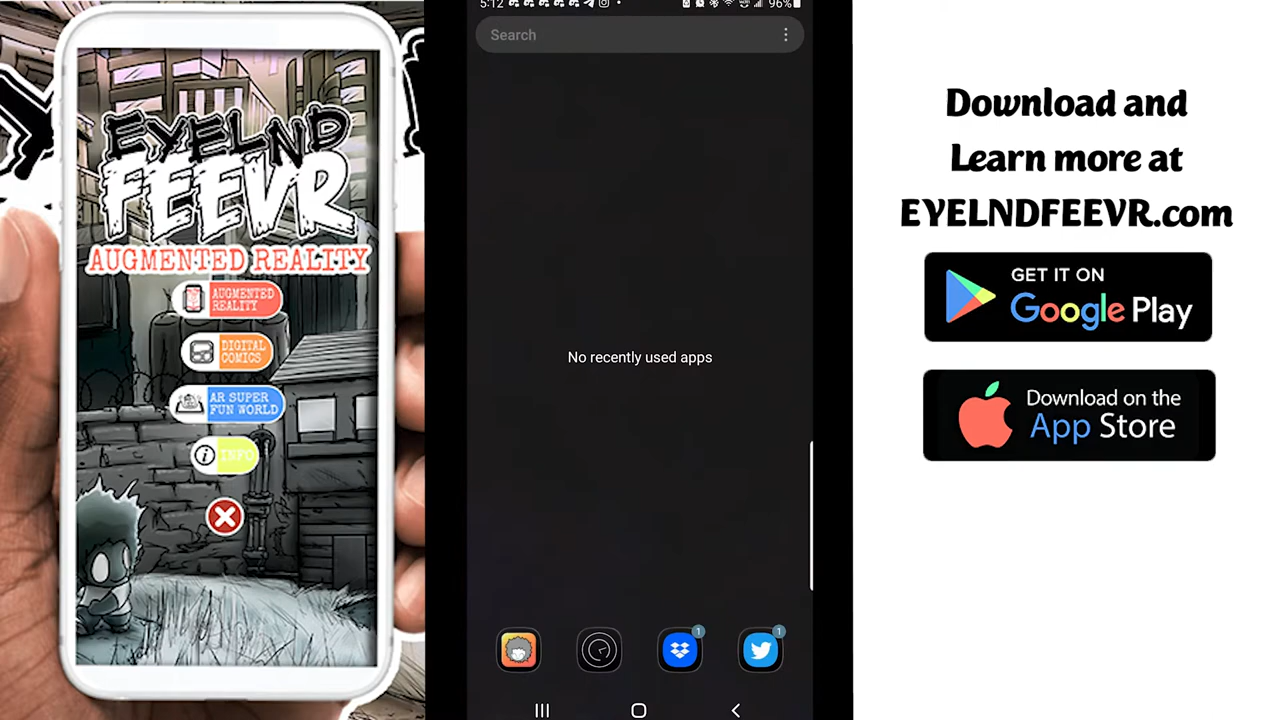 EYELND
FEEVR
AUGMENTED REALITY
AUGMENTED
REALITY
DIGITAL
COMICS
AR SUPER
FUN WORLD
INFO
5:12
96%
Search
No recently used apps
1
1
Download and
Learn more at
EYELNDFEEVR.com
GET IT ON
Google Play
Download on the
App Store